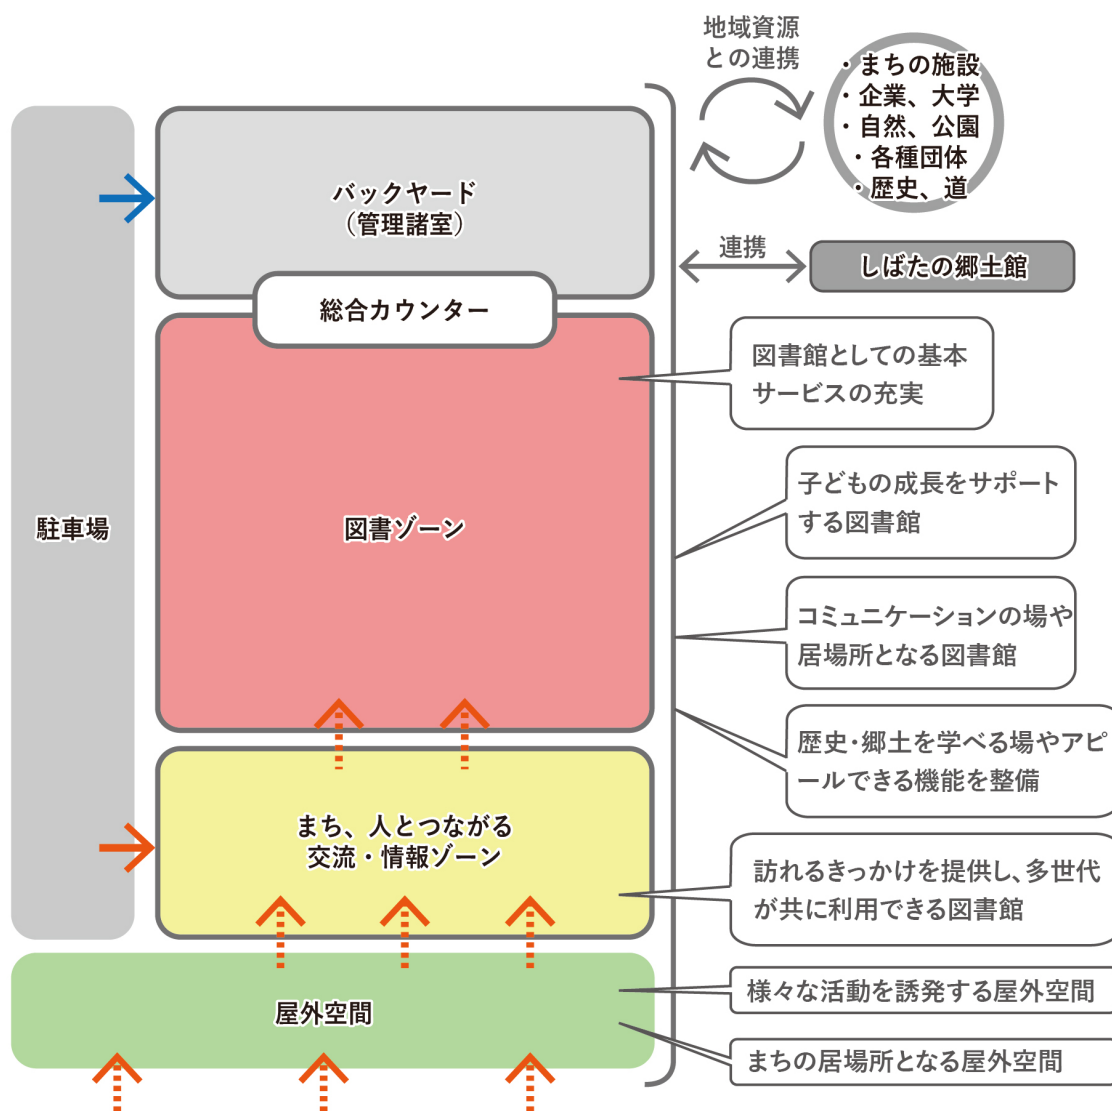 地域資源
との連携
・まちの施設
・企業、大学
・自然、公園
・各種団体
・歴史、道
バックヤード
（管理諸室）
連携
しばたの郷土館
総合カウンター
図書館としての基本
サービスの充実
子どもの成長をサポート
する図書館
駐車場
図書ゾーン
コミュニケーションの場や
居場所となる図書館
歴史・郷土を学べる場やアピ
ールできる機能を整備
まち、人とつながる
交流・情報ゾーン
訪れるきっかけを提供し、多世代
が共に利用できる図書館
様々な活動を誘発する屋外空間
屋外空間
まちの居場所となる屋外空間